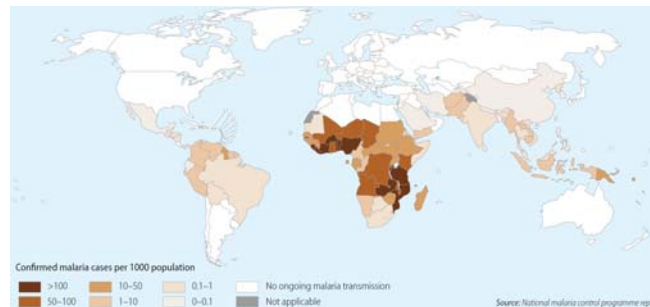 Confirmed malaria cases per 1000 population
>100
10–50
0.1–1
No ongoing malaria transmission
50–100
1–10
0–0.1
Not applicable
Source: National malaria control programme rep